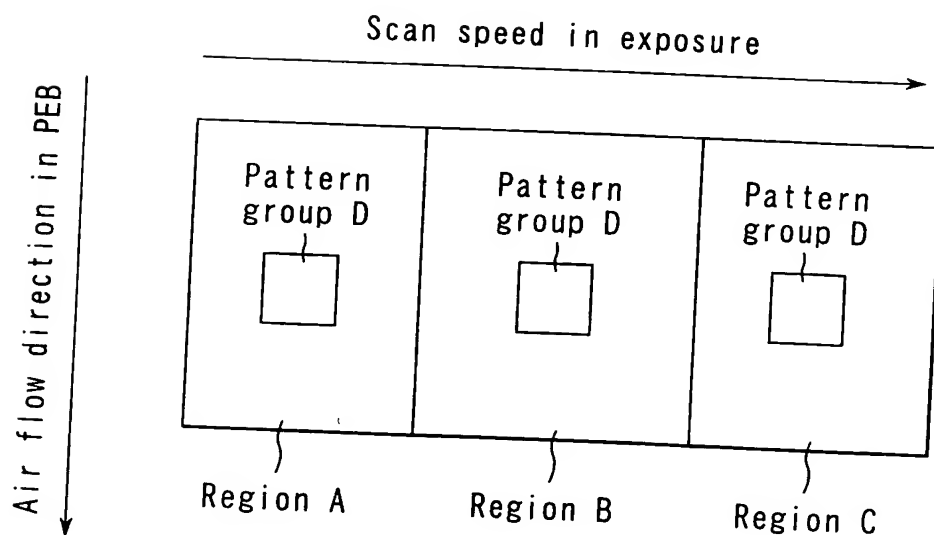 Scan speed in exposure
Air flow direction in PEB
Pattern
group D
Pattern
group D
Pattern
group D
Region A
Region B
Region C